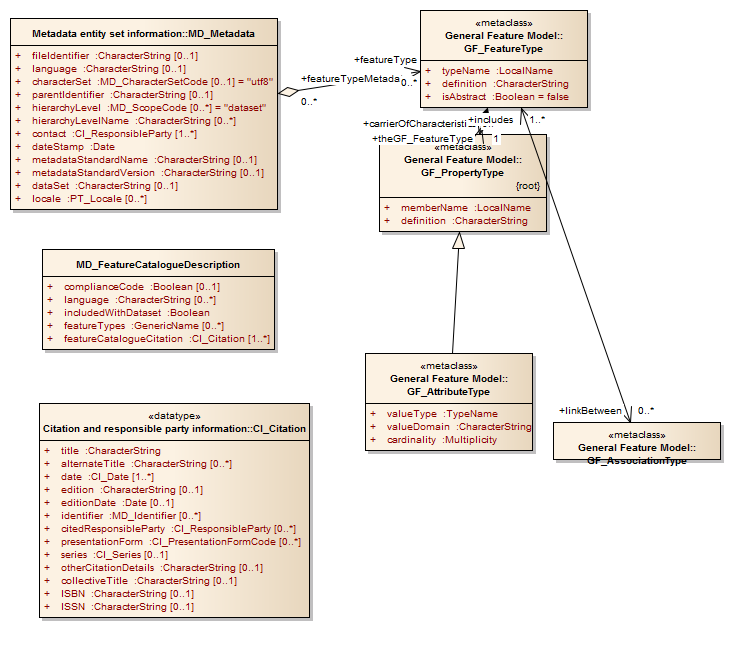 Metadata entity set information::MD_Metadata
+ fileIdentifier :CharacterString [0..1]
+ language :CharacterString [0..1]
+ characterSet :MD_CharacterSetCode [0..1] = "utf8"
+ parentIdentifier :CharacterString [0..1]
+ hierarchyLevel :MD_ScopeCode [0..*] = "dataset"
+ hierarchyLevelName :CharacterString [0..*]
+ contact :CI_ResponsibleParty [1..*]
+ dateStamp :Date
+ metadataStandardName :CharacterString [0..1]
+ metadataStandardVersion :CharacterString [0..1]
+ dataSet :CharacterString [0..1]
+ locale :PT_Locale [0..*]
+featureTypeMetada
0..*
+featureType
0..*
«metaclass»
General Feature Model::
GF_FeatureType
+ typeName :LocalName
+ definition :CharacterString
+ isAbstract :Boolean = false
+includes
1..*
+carrierOfCharacteristi
+theGF_FeatureType
1
«metaclass»
General Feature Model::
GF_PropertyType
{root}
+ memberName :LocalName
+ definition :CharacterString
MD_FeatureCatalogueDescription
+ complianceCode :Boolean [0..1]
+ language :CharacterString [0..*]
+ includedWithDataset :Boolean
+ featureTypes :GenericName [0..*]
+ featureCatalogueCitation :CI_Citation [1..*]
«metaclass»
General Feature Model::
GF_AttributeType
+ valueType :TypeName
+ valueDomain :CharacterString
+ cardinality :Multiplicity
+linkBetween
0..*
«metaclass»
General Feature Model::
GF_AssociationType
«datatype»
Citation and responsible party information::CI_Citation
+ title :CharacterString
+ alternateTitle :CharacterString [0..*]
+ date :CI_Date [1..*]
+ edition :CharacterString [0..1]
+ editionDate :Date [0..1]
+ identifier :MD_Identifier [0..*]
+ citedResponsibleParty :CI_ResponsibleParty [0..*]
+ presentationForm :CI_PresentationFormCode [0..*]
+ series :CI_Series [0..1]
+ otherCitationDetails :CharacterString [0..1]
+ collectiveTitle :CharacterString [0..1]
+ ISBN :CharacterString [0..1]
+ ISSN :CharacterString [0..1]